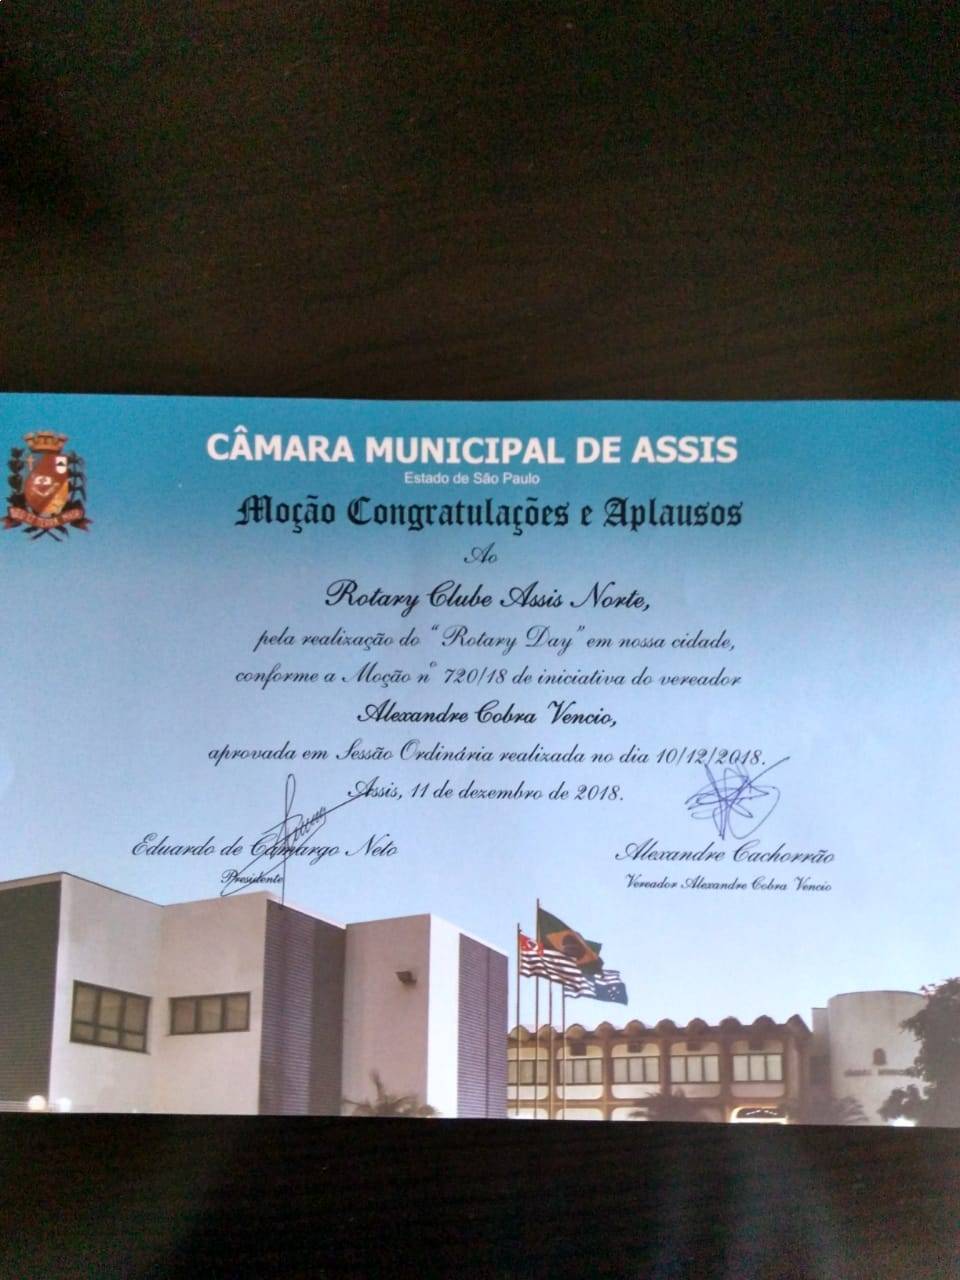 CÂMARA MUNICIPAL DE ASSIS
Estado de São Paulo
Moção Congratulações e Aplausos
Ao
Rotary Clube Assis Norte,
pela realização do “Rotary Day” em nossa cidade,
conforme a Moção nº 720/18 de iniciativa do vereador
Alexandre Cobra Vencio,
aprovada em Sessão Ordinária realizada no dia 10/12/2018.
Assis, 11 de dezembro de 2018.
Eduardo de Camargo Neto
Presidente
Alexandre Cachorrão
Vereador Alexandre Cobra Vencio